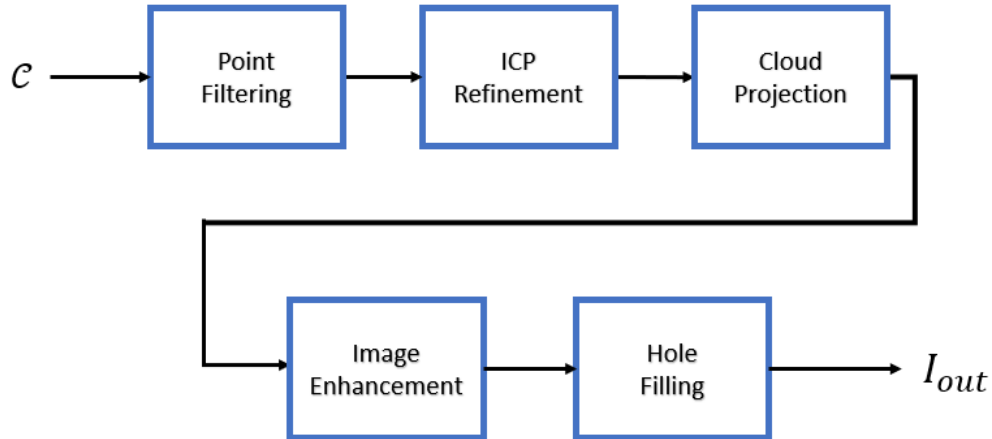 𝒞
Point
Filtering
ICP
Refinement
Cloud
Projection
Image
Enhancement
Hole
Filling
I_out